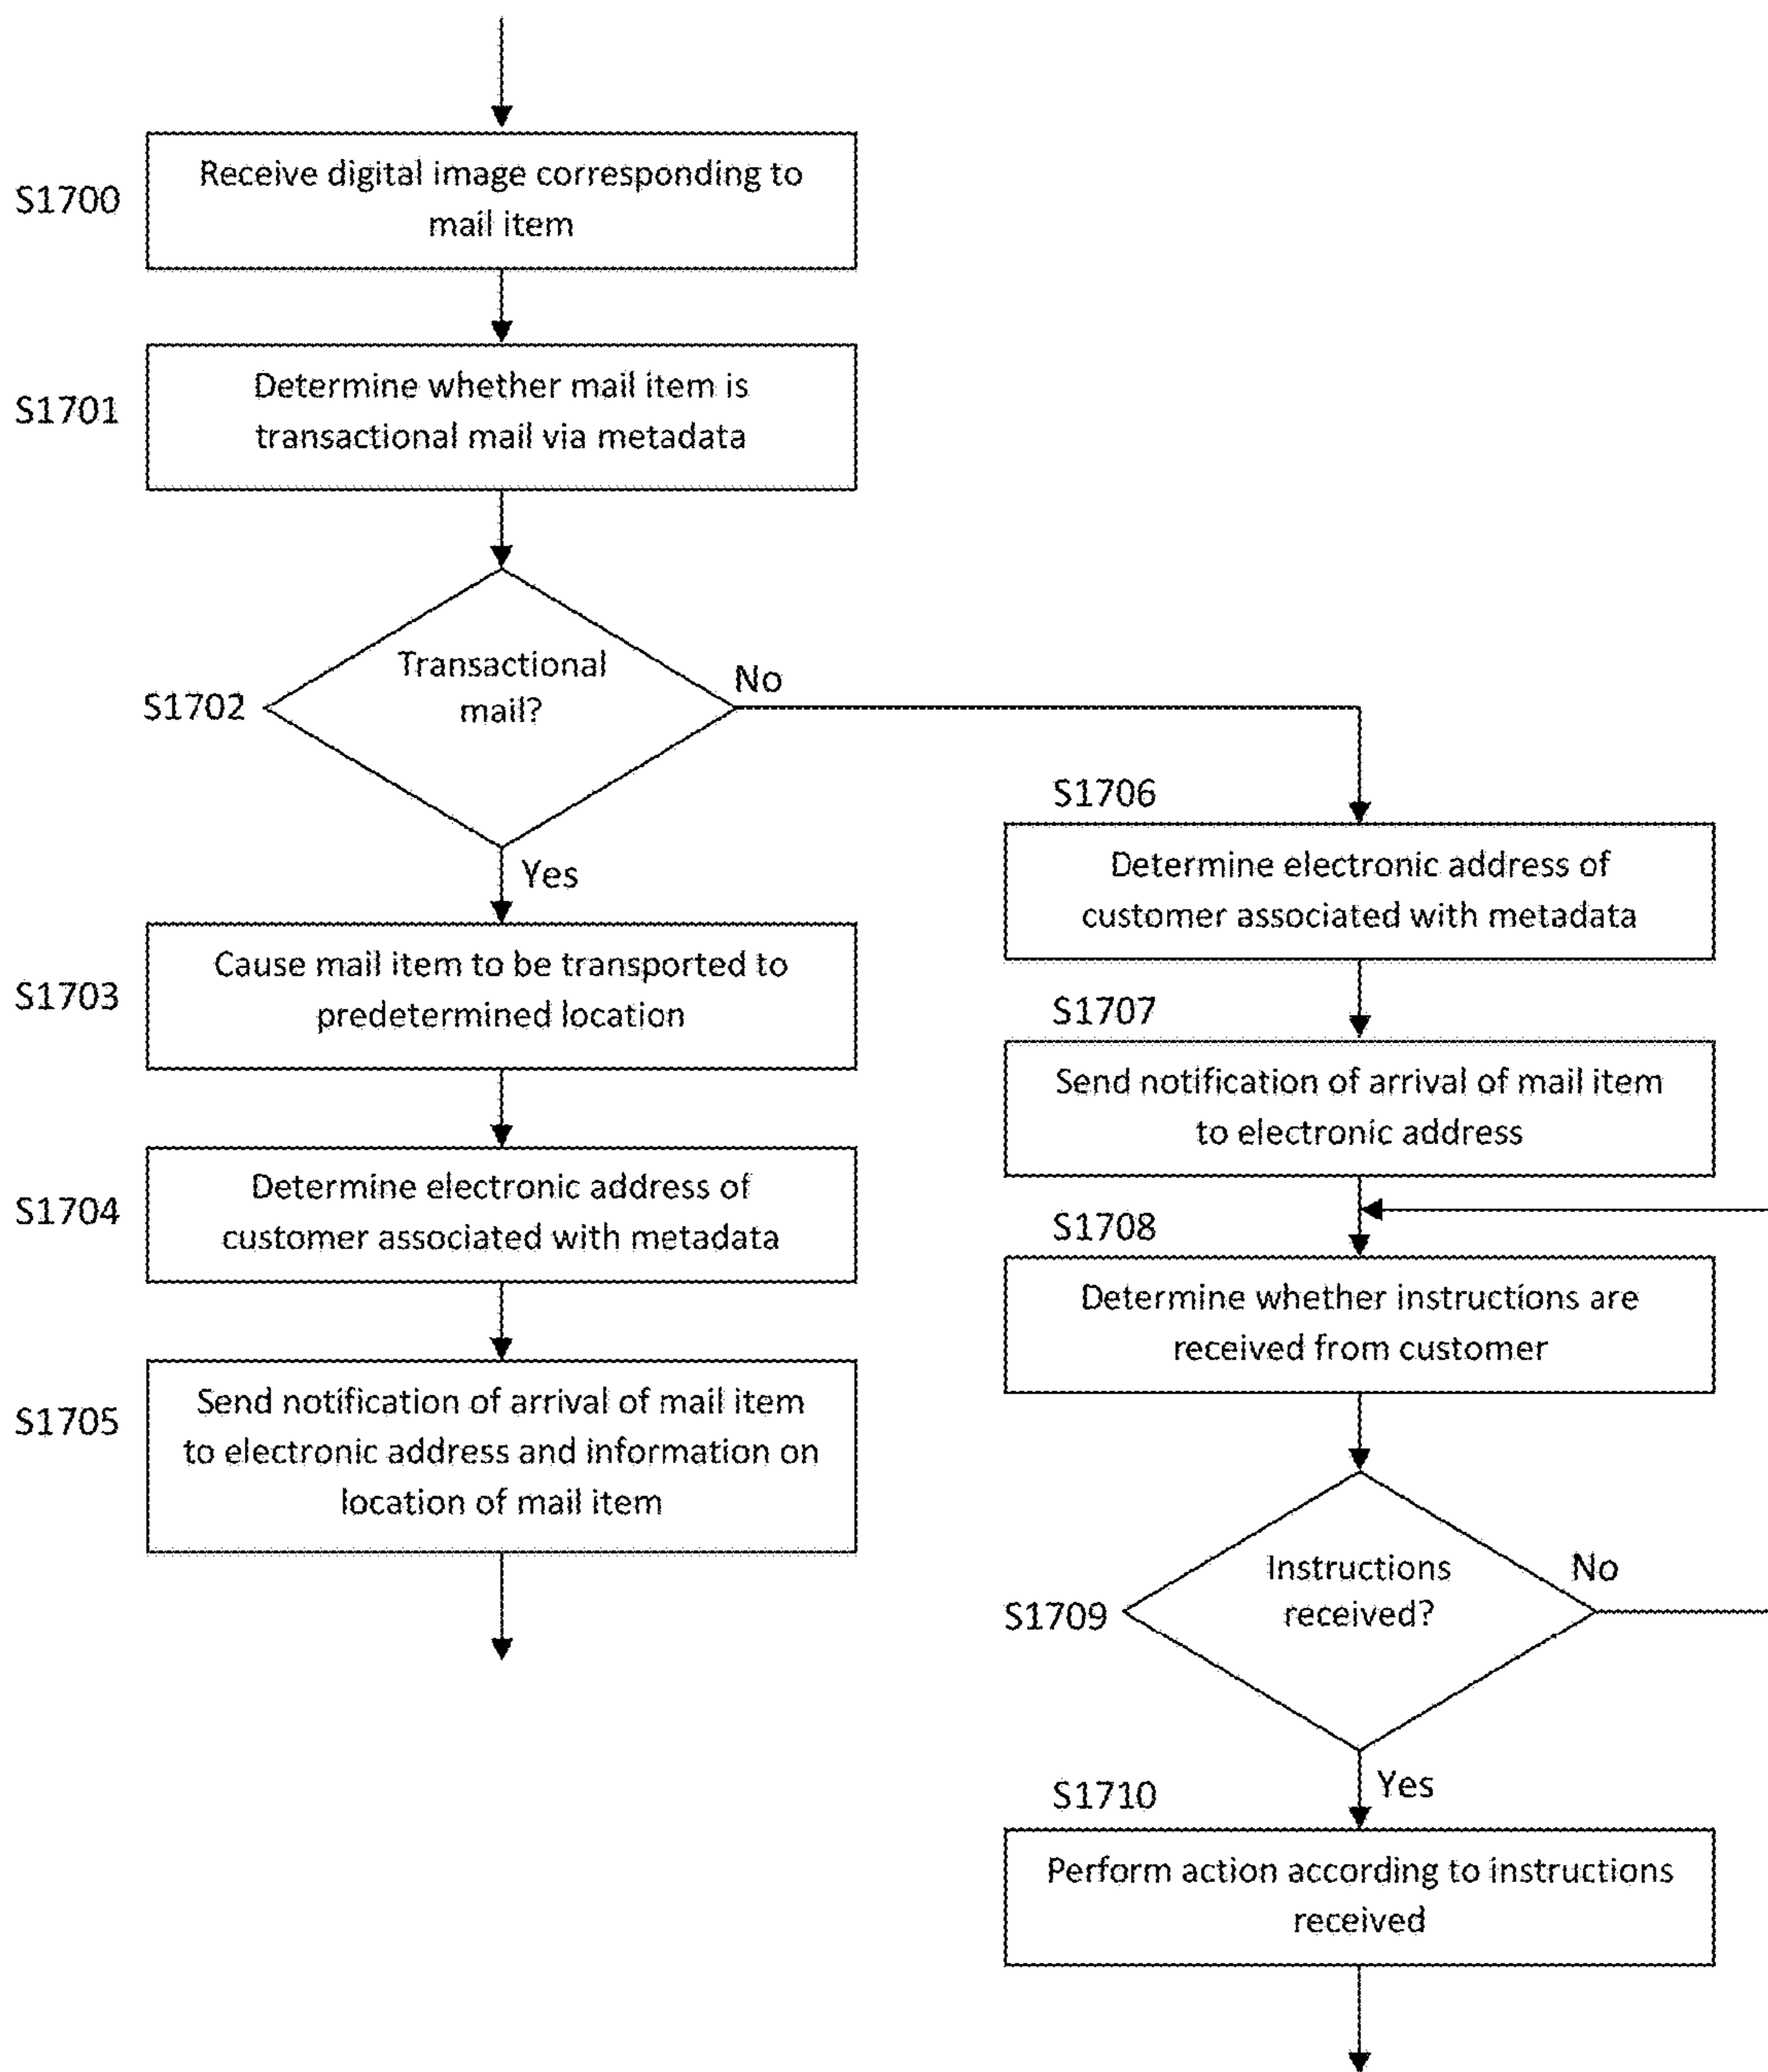 S1700
Receive digital image corresponding to
mail item
S1701
Determine whether mail item is
transactional mail via metadata
S1702
Transactional
mail?
No
Yes
S1703
Cause mail item to be transported to
predetermined location
S1704
Determine electronic address of
customer associated with metadata
S1705
Send notification of arrival of mail item
to electronic address and information on
location of mail item
S1706
Determine electronic address of
customer associated with metadata
S1707
Send notification of arrival of mail item
to electronic address
S1708
Determine whether instructions are
received from customer
S1709
Instructions
received?
No
Yes
S1710
Perform action according to instructions
received